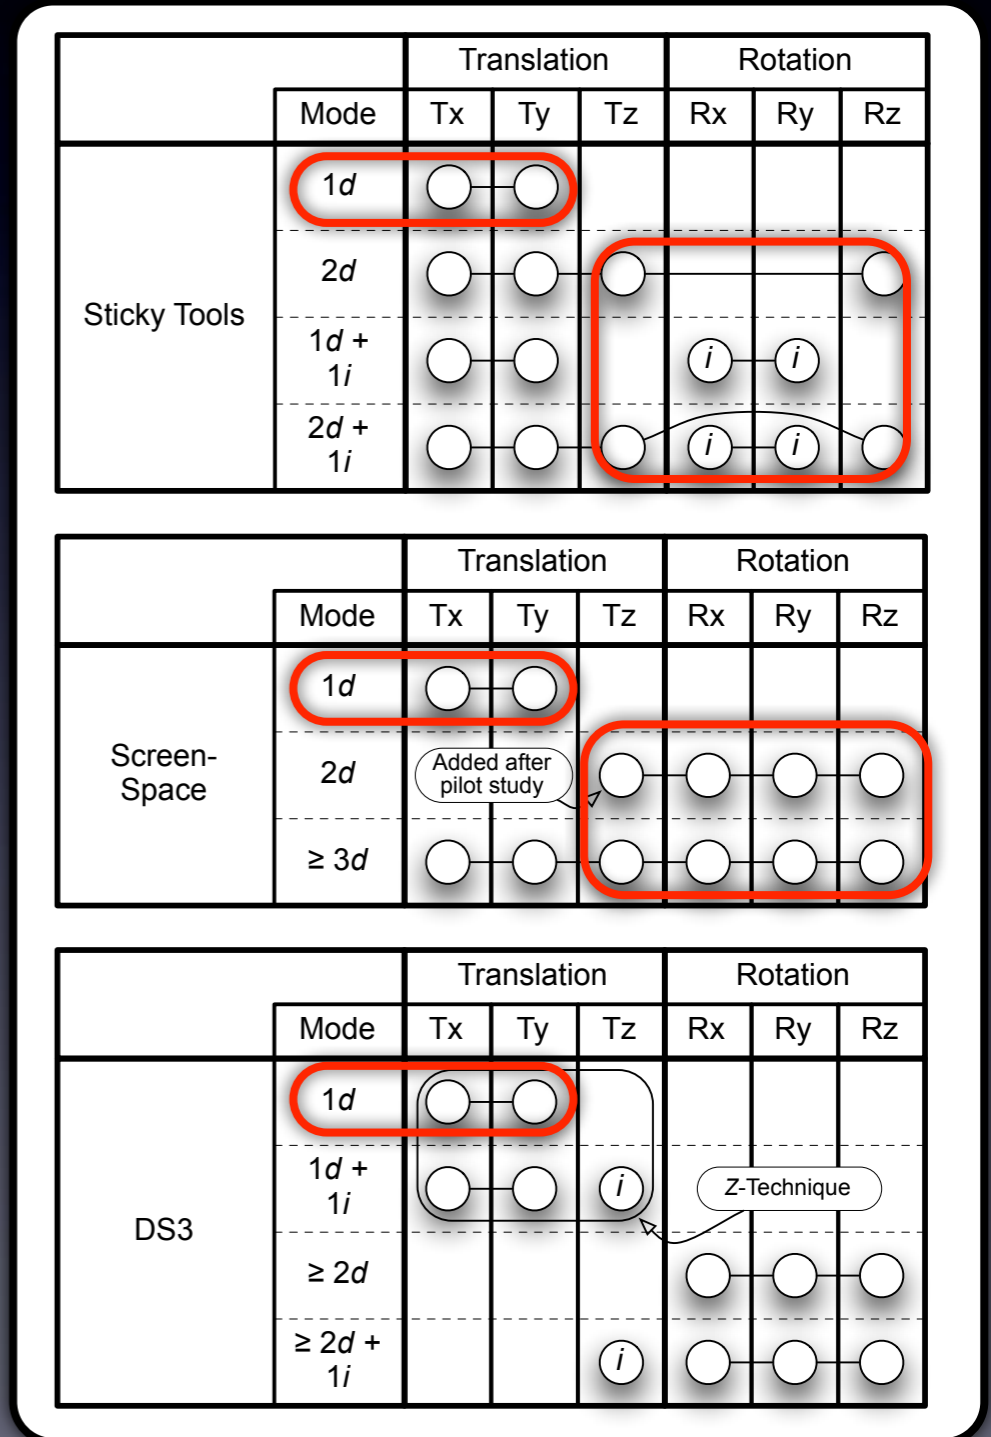 Translation Rotation
Mode Tx Ty Tz Rx Ry Rz
1d
2d
Sticky Tools
1d +
1i
i i
2d +
1i
i i
Translation Rotation
Mode Tx Ty Tz Rx Ry Rz
1d
Screen-
Space
2d
Added after
pilot study
≥ 3d
Translation Rotation
Mode Tx Ty Tz Rx Ry Rz
1d
DS3
1d +
1i
i
Z-Technique
≥ 2d
≥ 2d +
1i
i